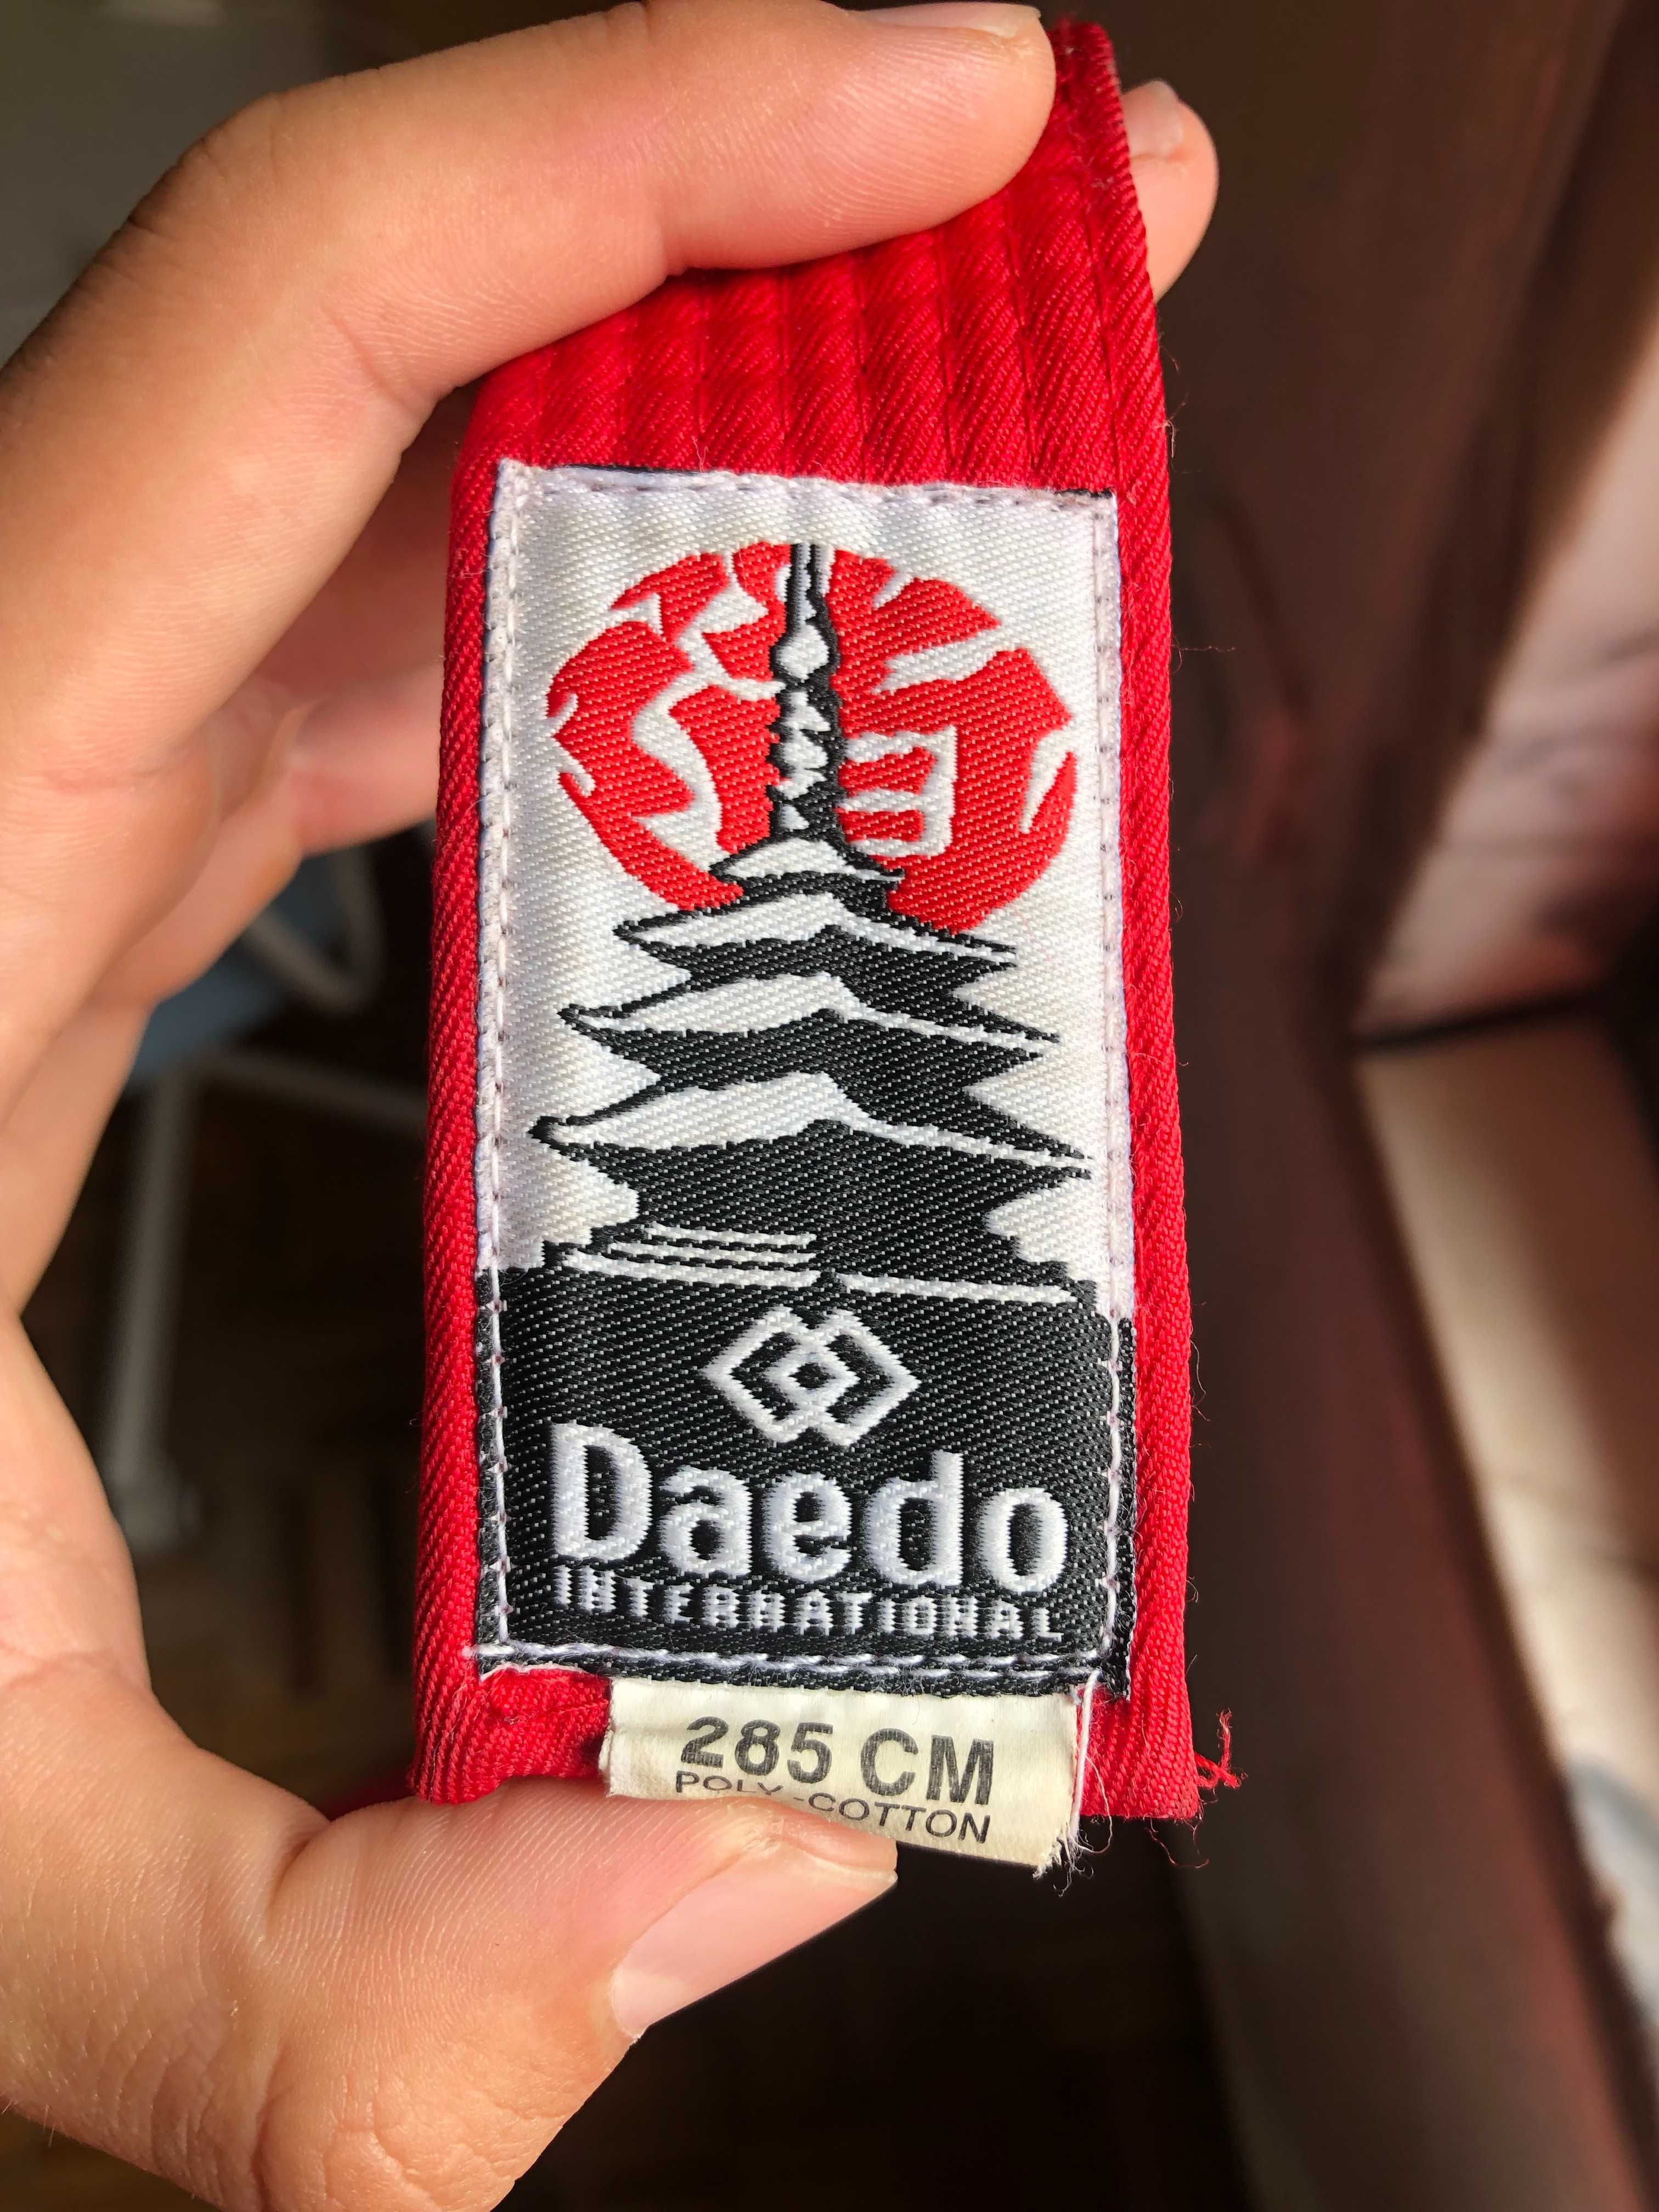 Daedo
INTERNATIONAL
285 CM
POLY-COTTON